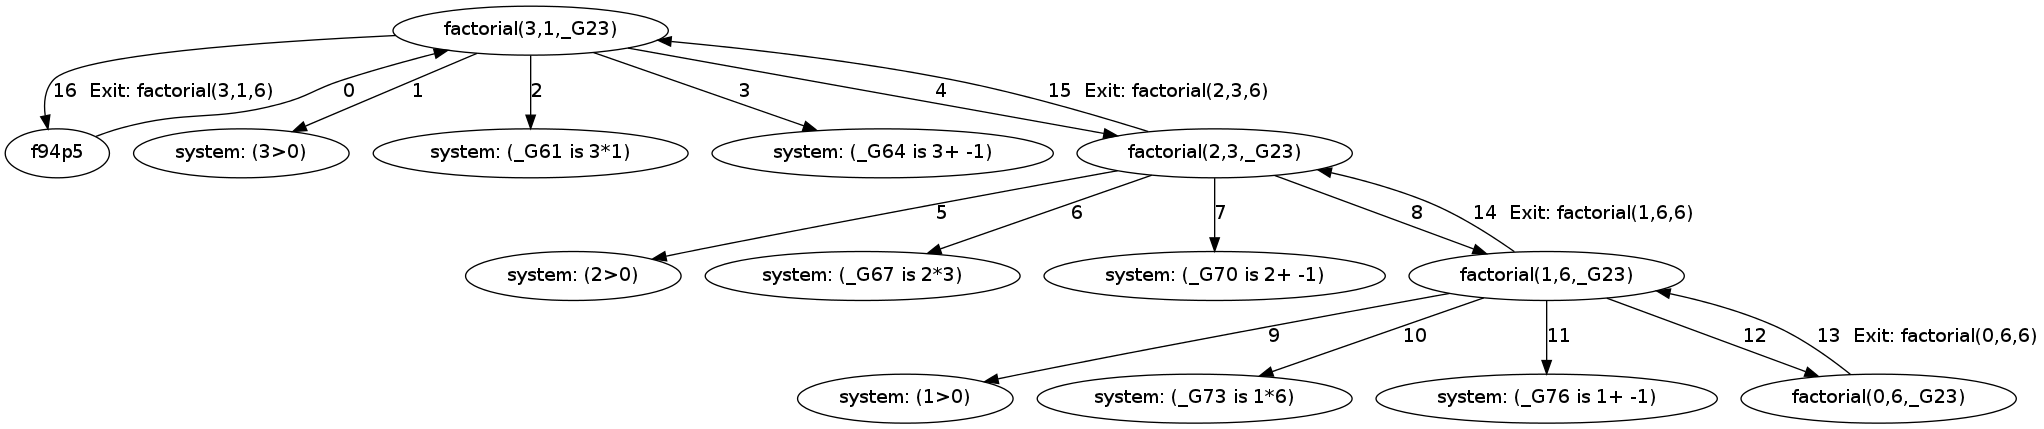 factorial(3,1,_G23)
16  Exit: factorial(3,1,6)
0
1
2
3
4
15  Exit: factorial(2,3,6)
f94p5
system: (3>0)
system: (_G61 is 3*1)
system: (_G64 is 3+ -1)
factorial(2,3,_G23)
5
6
7
8
14  Exit: factorial(1,6,6)
system: (2>0)
system: (_G67 is 2*3)
system: (_G70 is 2+ -1)
factorial(1,6,_G23)
9
10
11
12
13  Exit: factorial(0,6,6)
system: (1>0)
system: (_G73 is 1*6)
system: (_G76 is 1+ -1)
factorial(0,6,_G23)